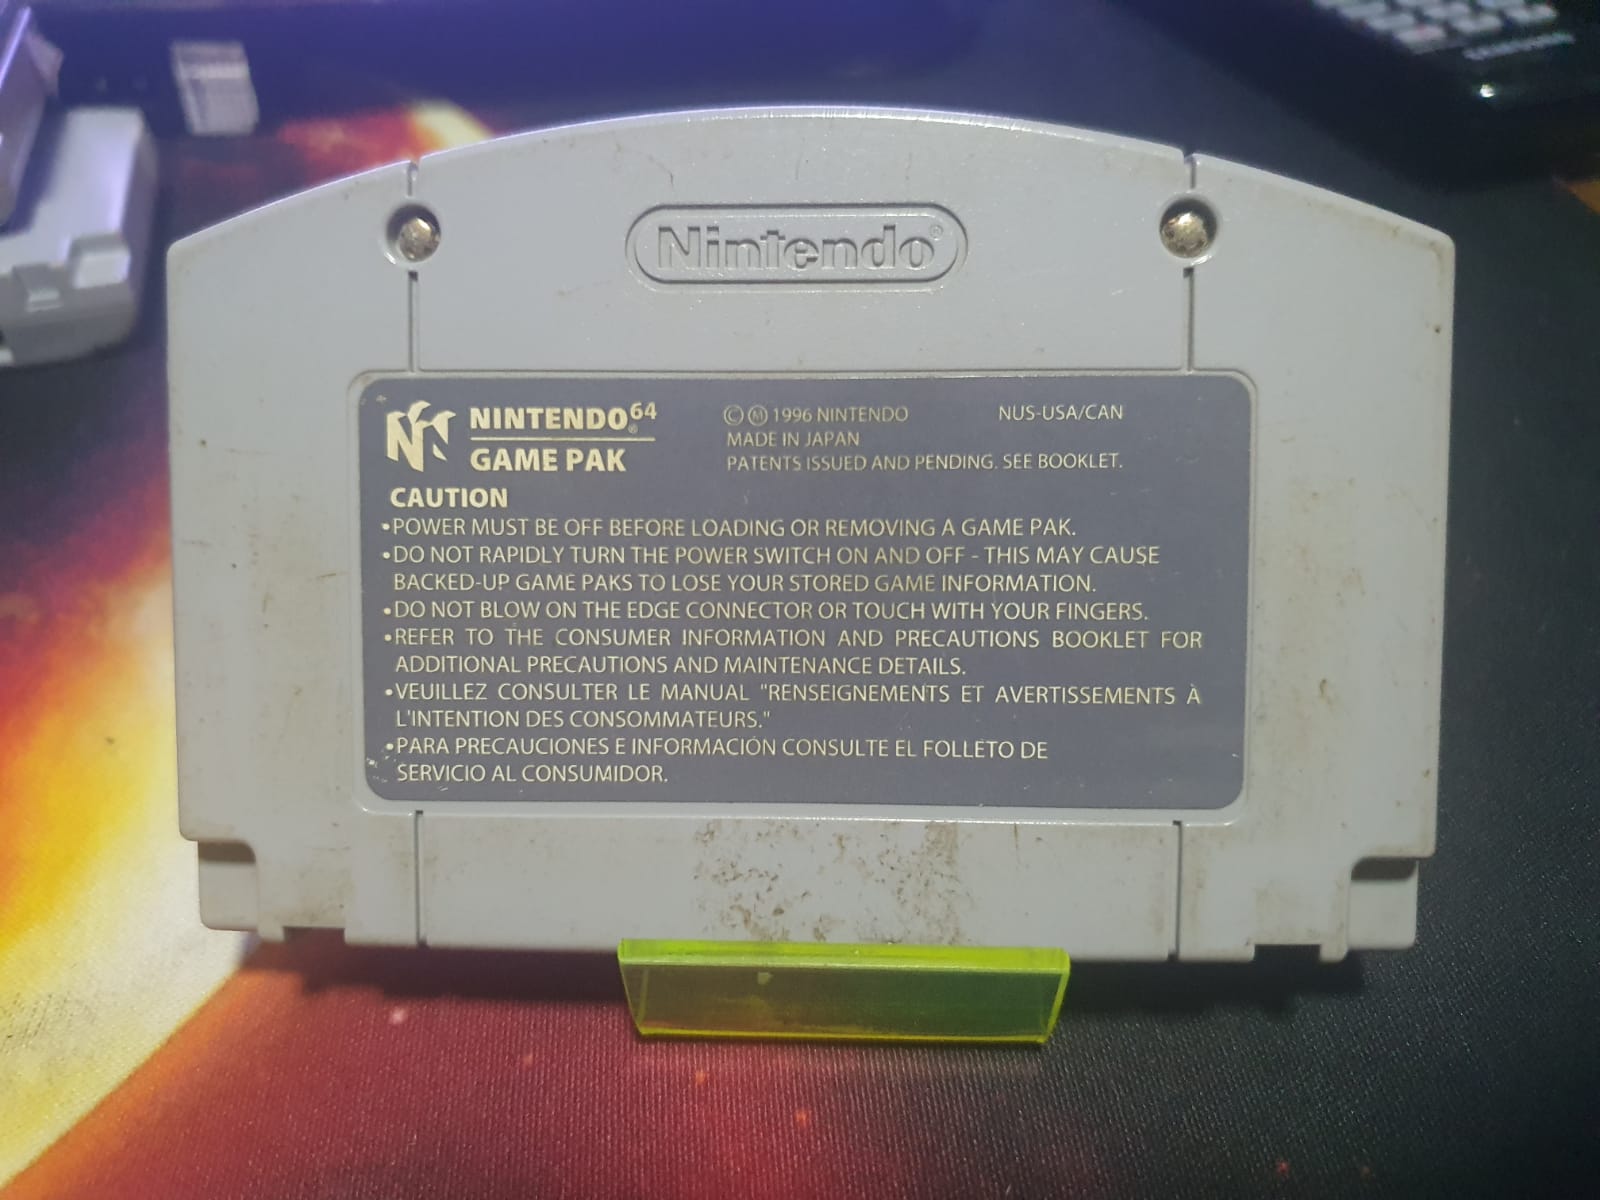 Nintendo®
NINTENDO64®
GAME PAK
© Ⓜ 1996 NINTENDO NUS-USA/CAN
MADE IN JAPAN
PATENTS ISSUED AND PENDING. SEE BOOKLET.
CAUTION
•POWER MUST BE OFF BEFORE LOADING OR REMOVING A GAME PAK.
•DO NOT RAPIDLY TURN THE POWER SWITCH ON AND OFF - THIS MAY CAUSE
BACKED-UP GAME PAKS TO LOSE YOUR STORED GAME INFORMATION.
•DO NOT BLOW ON THE EDGE CONNECTOR OR TOUCH WITH YOUR FINGERS.
•REFER TO THE CONSUMER INFORMATION AND PRECAUTIONS BOOKLET FOR
ADDITIONAL PRECAUTIONS AND MAINTENANCE DETAILS.
•VEUILLEZ CONSULTER LE MANUAL "RENSEIGNEMENTS ET AVERTISSEMENTS À
L'INTENTION DES CONSOMMATEURS."
•PARA PRECAUCIONES E INFORMACIÓN CONSULTE EL FOLLETO DE
SERVICIO AL CONSUMIDOR.